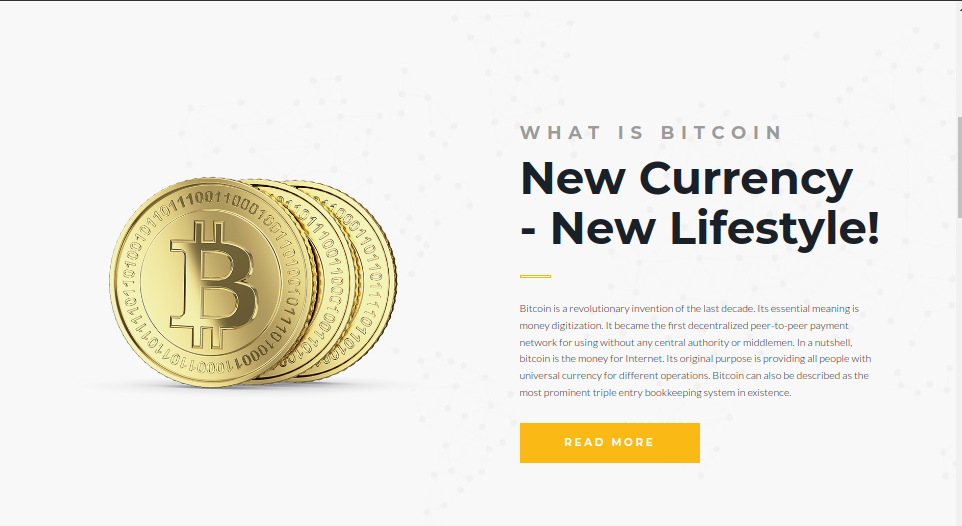 WHAT IS BITCOIN
New Currency
- New Lifestyle!
Bitcoin is a revolutionary invention of the last decade. Its essential meaning is
money digitization. It became the first decentralized peer-to-peer payment
network for using without any central authority or middlemen. In a nutshell,
bitcoin is the money for Internet. Its original purpose is providing all people with
universal currency for different operations. Bitcoin can also be described as the
most prominent triple entry bookkeeping system in existence.
READ MORE